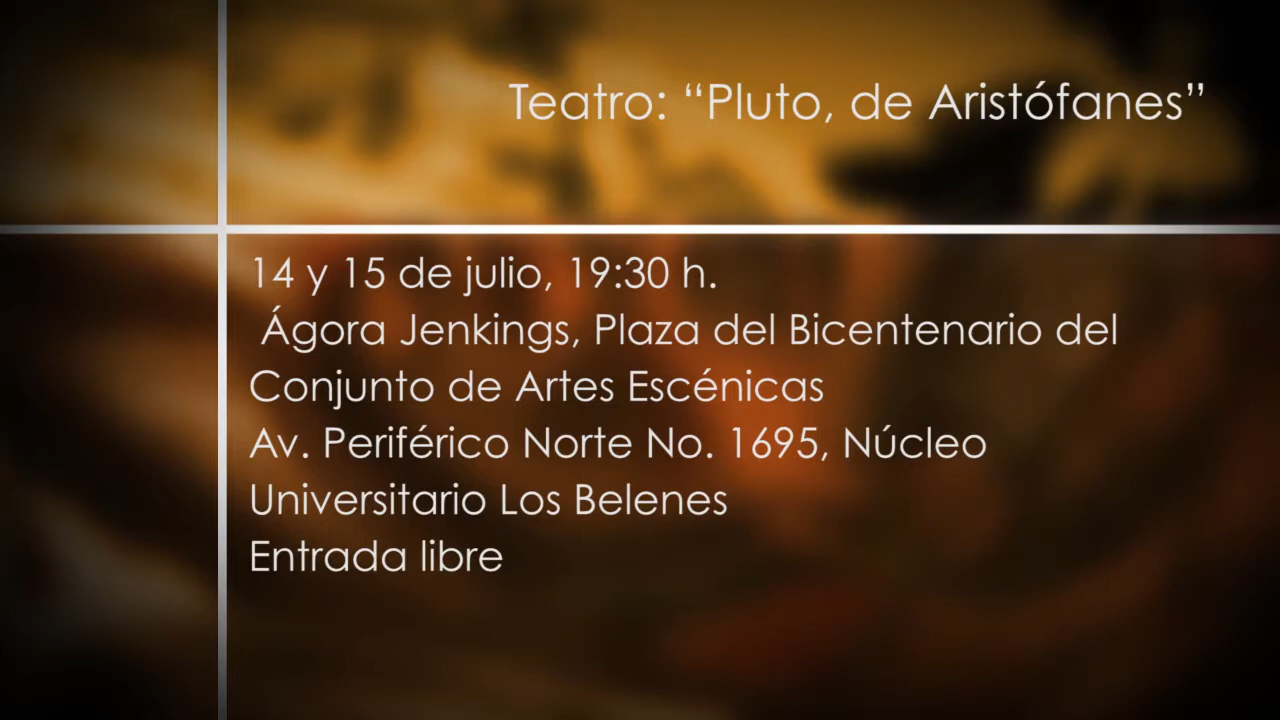 Teatro: “Pluto, de Aristófanes”
14 y 15 de julio, 19:30 h.
Ágora Jenkings, Plaza del Bicentenario del
Conjunto de Artes Escénicas
Av. Periférico Norte No. 1695, Núcleo
Universitario Los Belenes
Entrada libre